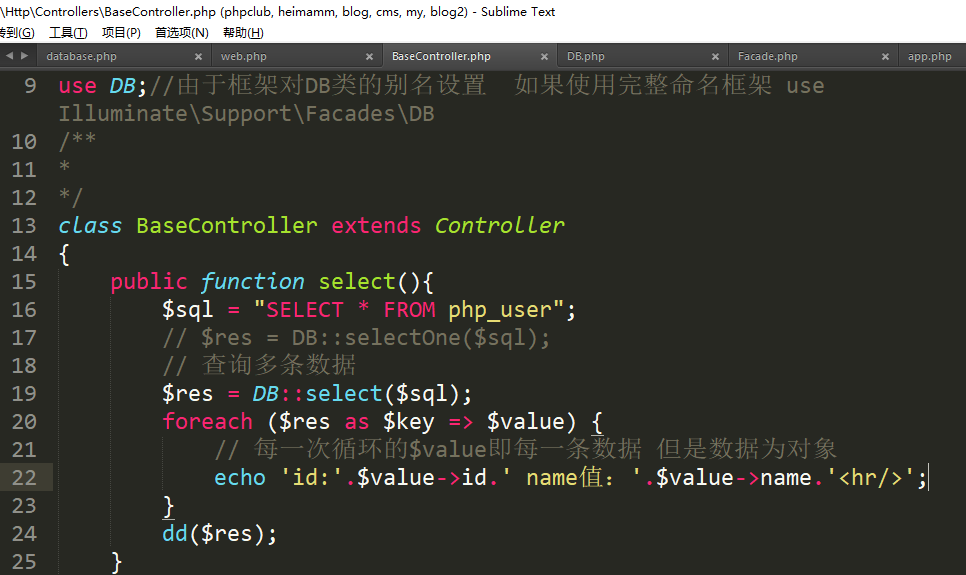 \Http\Controllers\BaseController.php (phpclub, heimamm, blog, cms, my, blog2) - Sublime Text
到(G) 工具(T) 项目(P) 首选项(N) 帮助(H)
database.php × web.php × BaseController.php × DB.php × Facade.php × app.php
9 use DB;//由于框架对DB类的别名设置  如果使用完整命名框架 use
Illuminate\Support\Facades\DB
10 /**
11 *
12 */
13 class BaseController extends Controller
14 {
15     public function select(){
16         $sql = "SELECT * FROM php_user";
17         // $res = DB::selectOne($sql);
18         // 查询多条数据
19         $res = DB::select($sql);
20         foreach ($res as $key => $value) {
21             // 每一次循环的$value即每一条数据 但是数据为对象
22             echo 'id:'.$value->id.' name值：'.$value->name.'<hr/>';
23         }
24         dd($res);
25     }